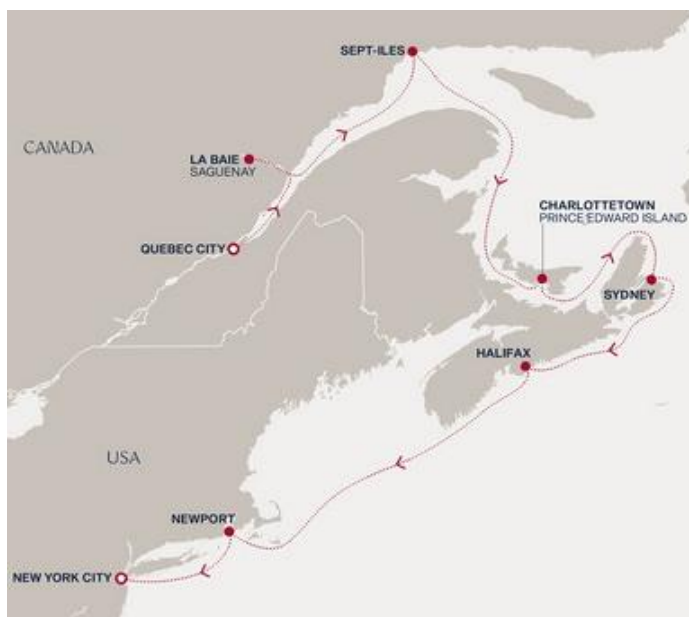 SEPT-ILES
CANADA
LA BAIE
SAGUENAY
CHARLOTTETOWN
PRINCE EDWARD ISLAND
QUEBEC CITY
SYDNEY
HALIFAX
USA
NEWPORT
NEW YORK CITY